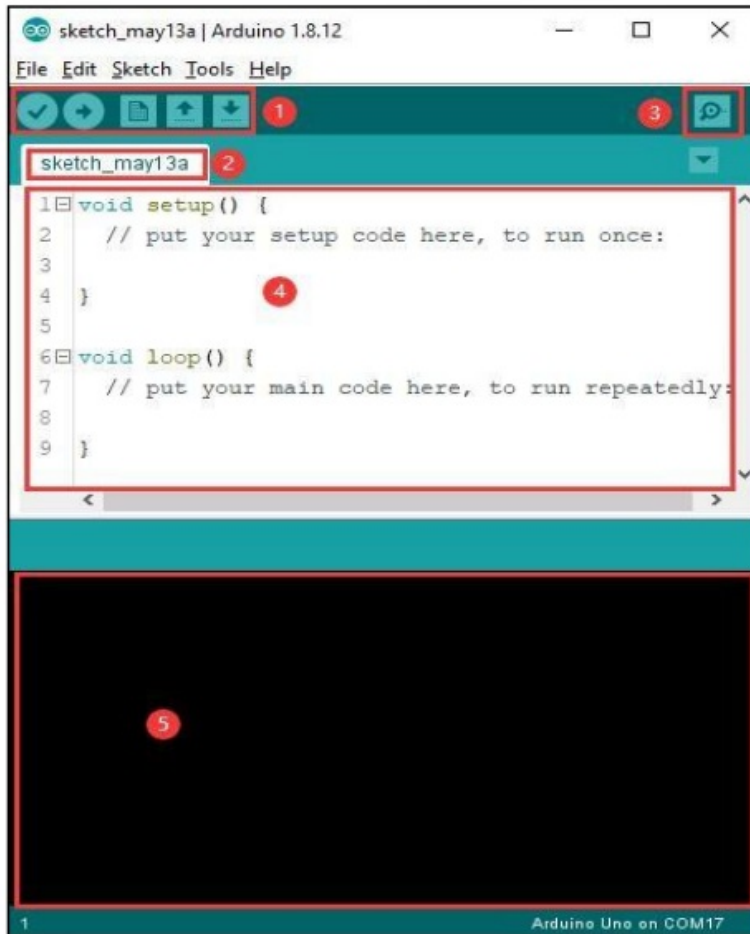 sketch_may13a | Arduino 1.8.12
File Edit Sketch Tools Help
1
3
sketch_may13a 2
1 void setup() {
2 // put your setup code here, to run once:
3
4 } 4
5
6 void loop() {
7 // put your main code here, to run repeatedly:
8
9 }
5
1 Arduino Uno on COM17